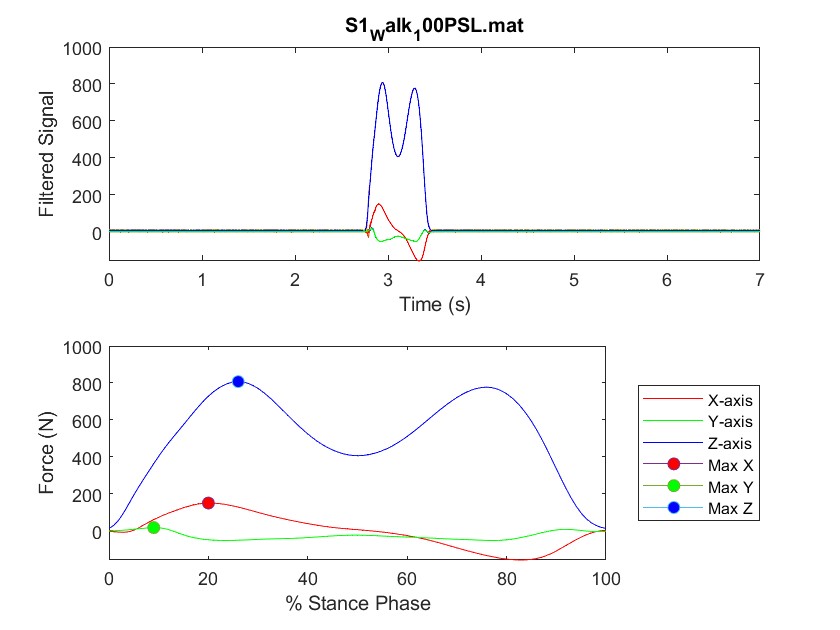 S1Walk100PSL.mat
1000
800
600
400
200
0
Filtered Signal
0 1 2 3 4 5 6 7
Time (s)
1000
800
600
400
200
0
Force (N)
0 20 40 60 80 100
% Stance Phase
X-axis
Y-axis
Z-axis
Max X
Max Y
Max Z